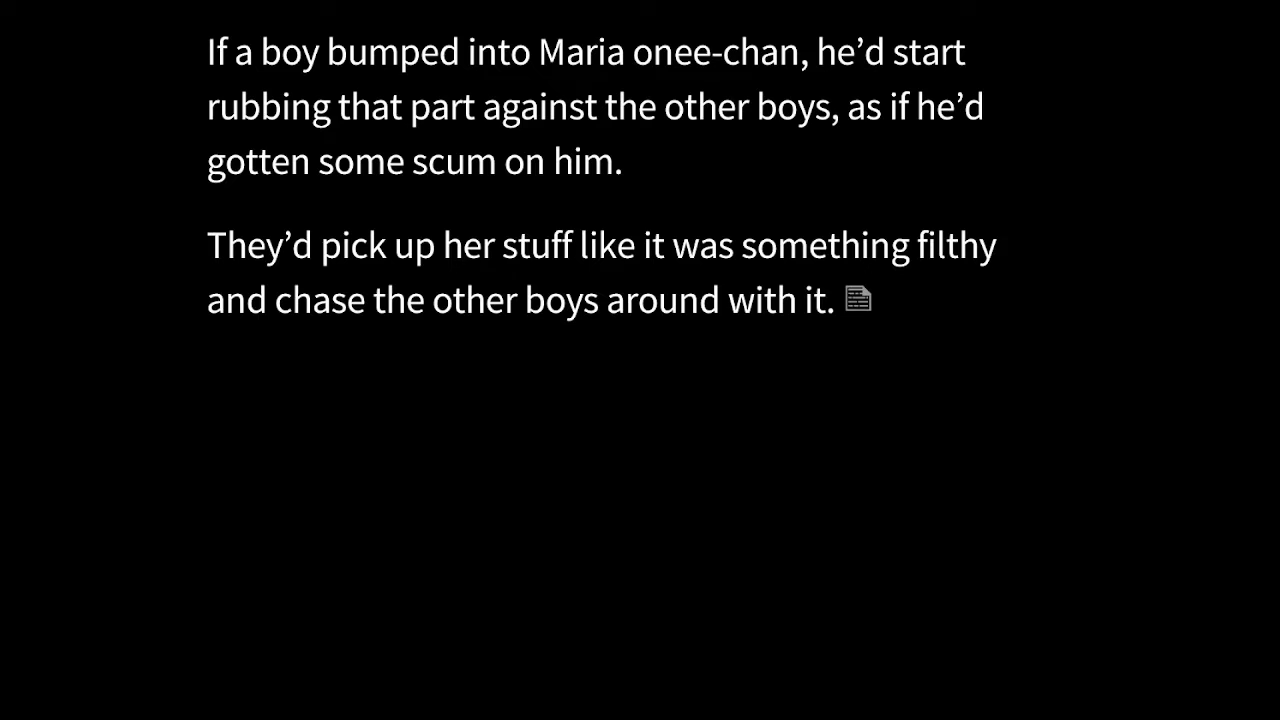 If a boy bumped into Maria onee-chan, he’d start
rubbing that part against the other boys, as if he’d
gotten some scum on him.
They’d pick up her stuff like it was something filthy
and chase the other boys around with it.